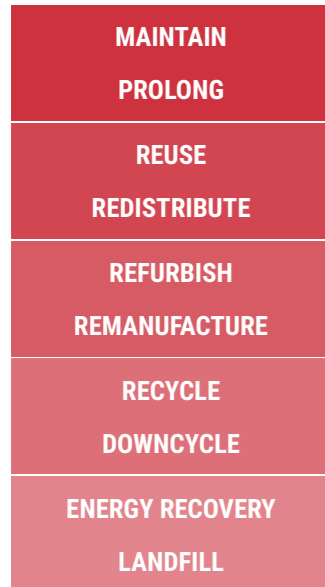 MAINTAIN
PROLONG
REUSE
REDISTRIBUTE
REFURBISH
REMANUFACTURE
RECYCLE
DOWNCYCLE
ENERGY RECOVERY
LANDFILL